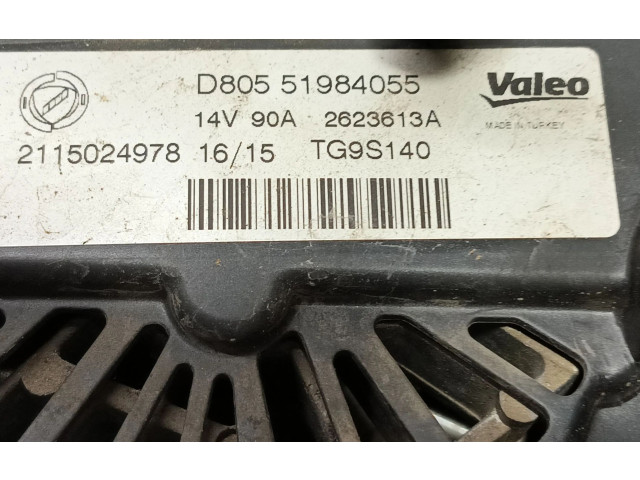 D805 51984055
Valeo
14V 90A 2623613A
MADE IN TURKEY
2115024978 16/15 TG9S140